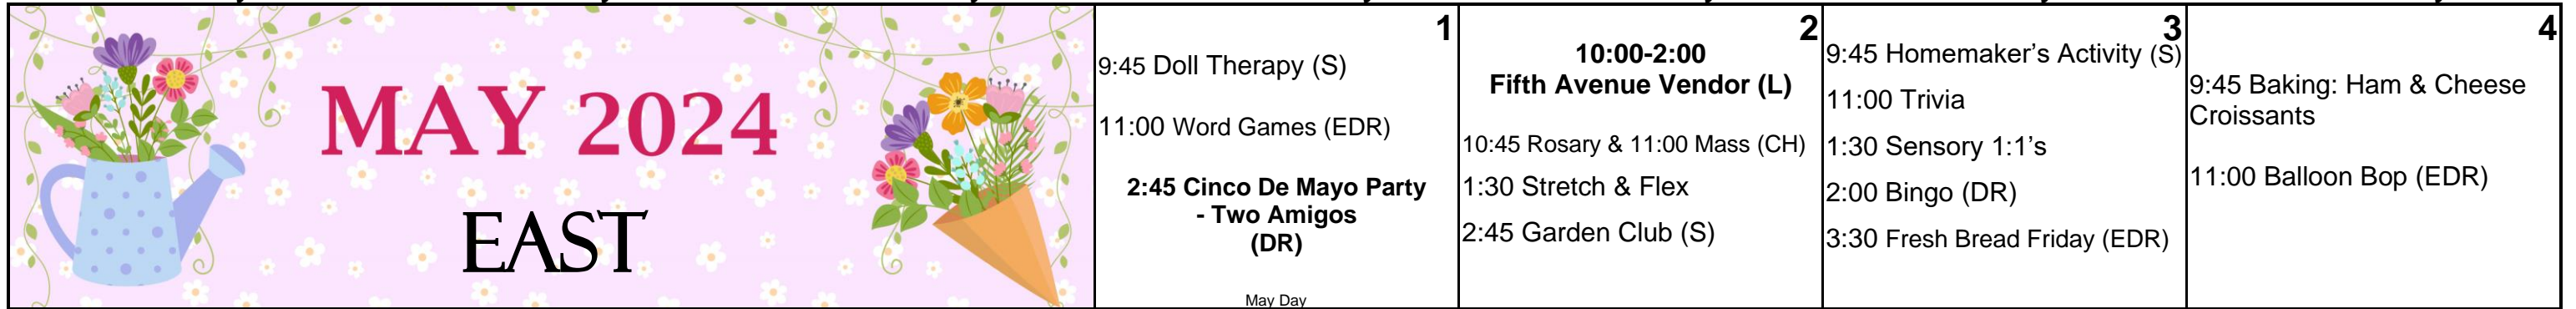 MAY 2024
EAST
1
9:45 Doll Therapy (S)
11:00 Word Games (EDR)
2:45 Cinco De Mayo Party
- Two Amigos
(DR)
May Day
2
10:00-2:00
Fifth Avenue Vendor (L)
10:45 Rosary & 11:00 Mass (CH)
1:30 Stretch & Flex
2:45 Garden Club (S)
3
9:45 Homemaker’s Activity (S)
11:00 Trivia
1:30 Sensory 1:1’s
2:00 Bingo (DR)
3:30 Fresh Bread Friday (EDR)
4
9:45 Baking: Ham & Cheese
Croissants
11:00 Balloon Bop (EDR)